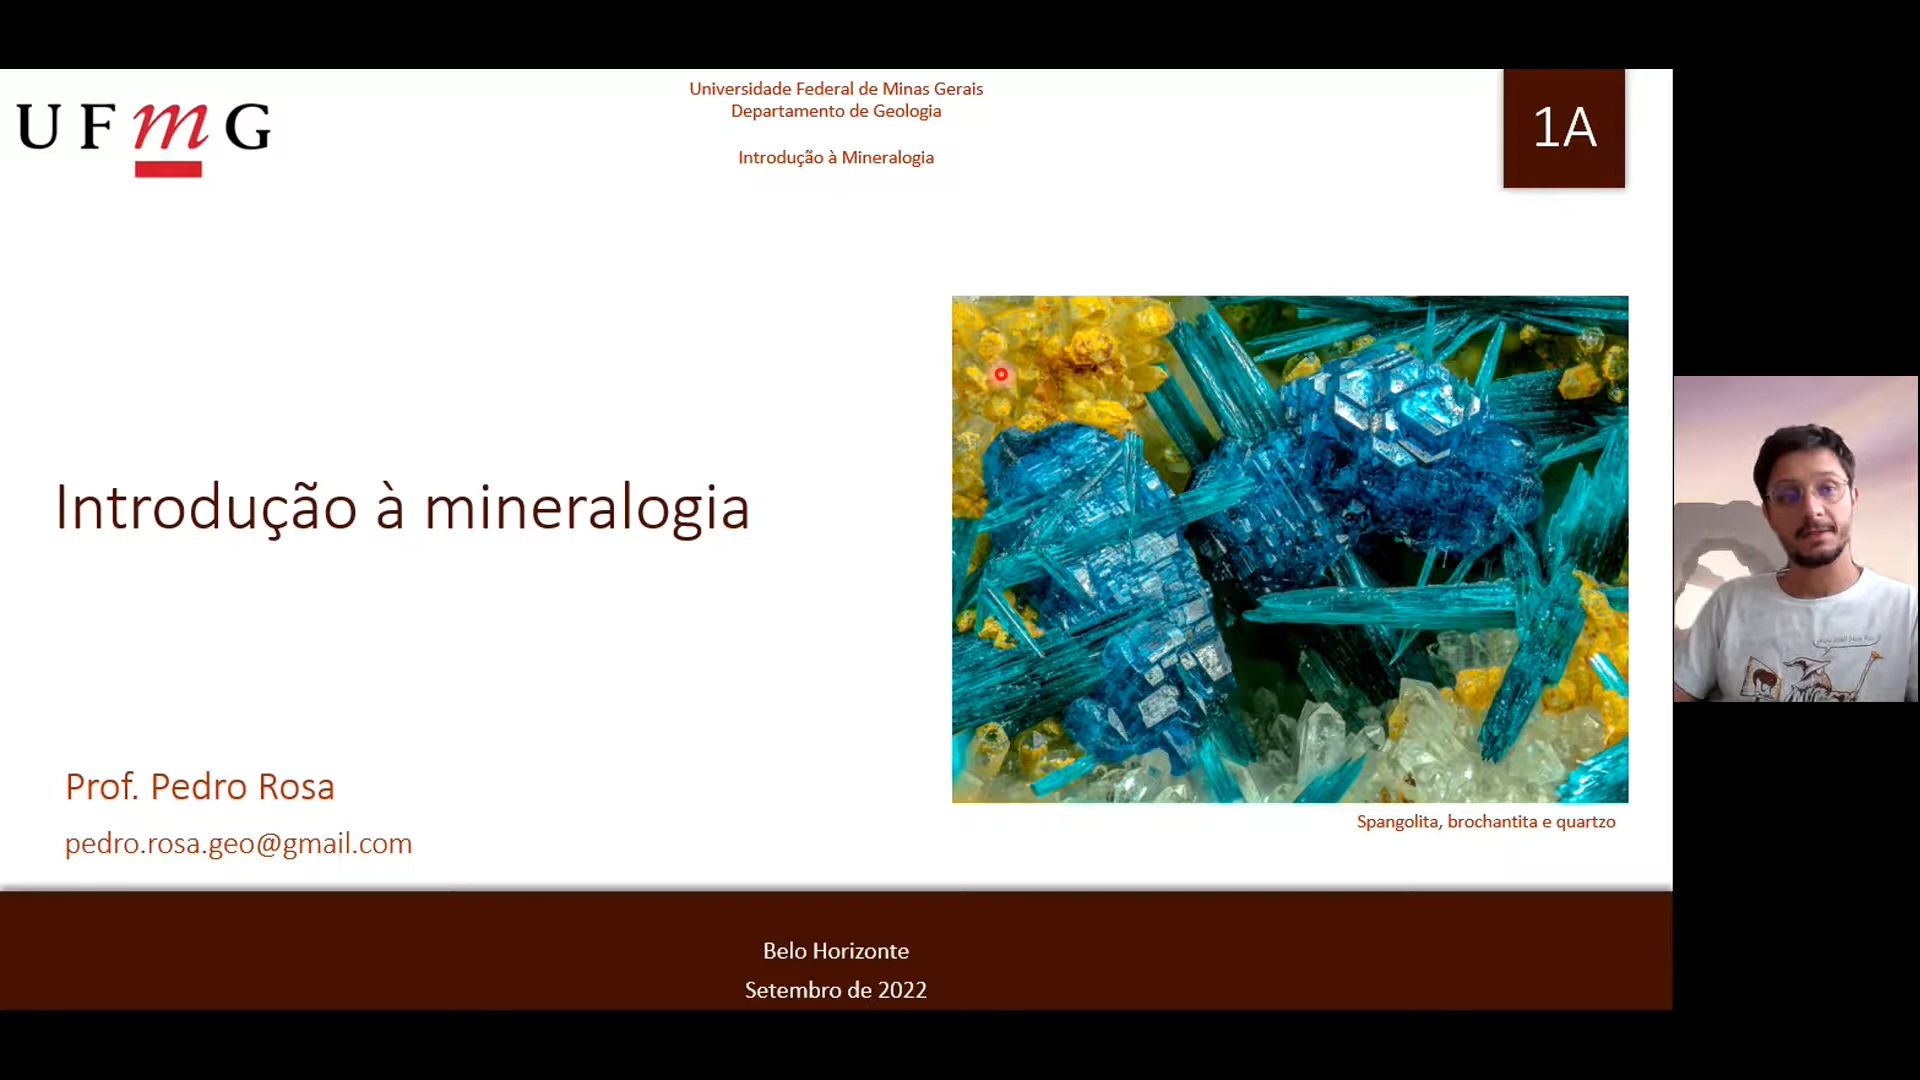 UFmG
Universidade Federal de Minas Gerais
Departamento de Geologia
Introdução à Mineralogia
1A
Introdução à mineralogia
Spangolita, brochantita e quartzo
Prof. Pedro Rosa
pedro.rosa.geo@gmail.com
Belo Horizonte
Setembro de 2022